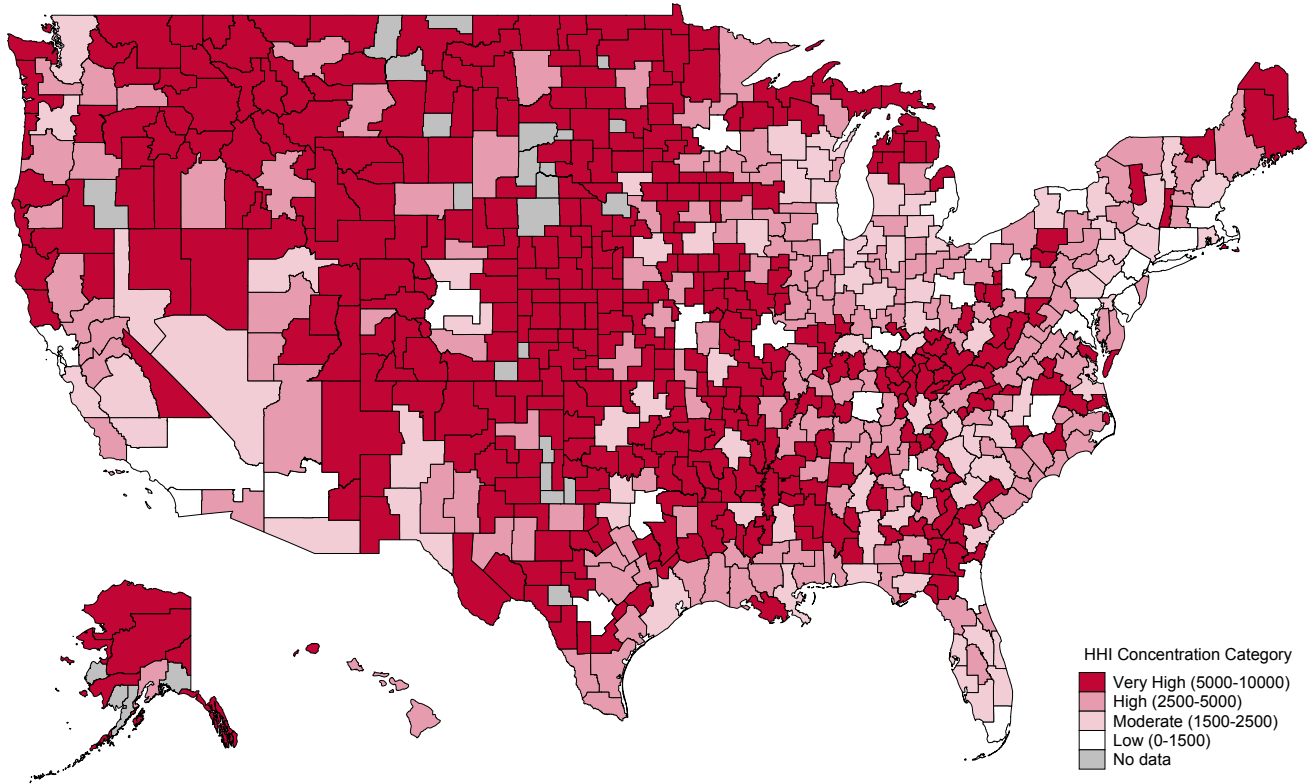 HHI Concentration Category
Very High (5000-10000)
High (2500-5000)
Moderate (1500-2500)
Low (0-1500)
No data